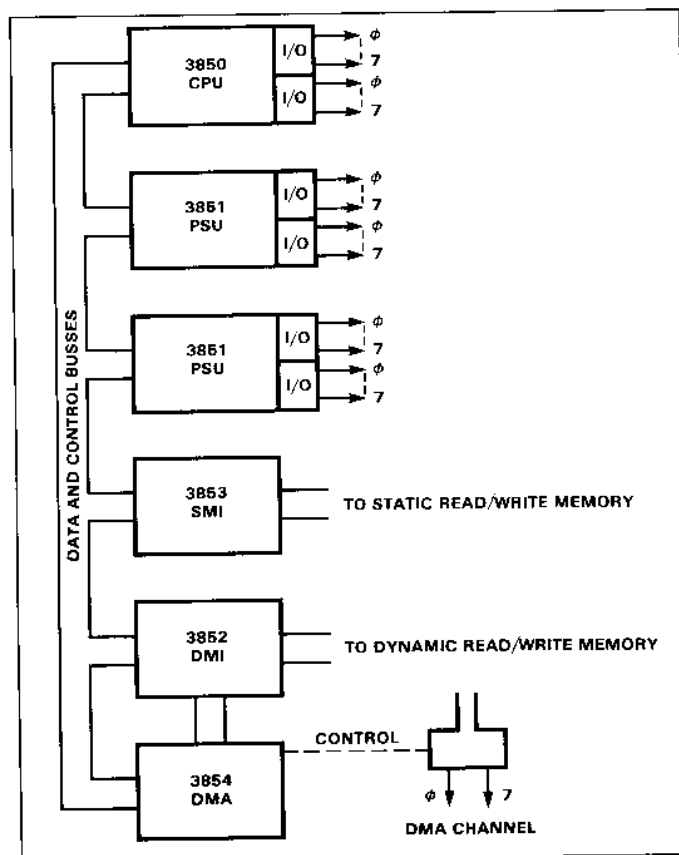 3850
CPU
I/O
I/O
φ
7
φ
7
3851
PSU
I/O
I/O
φ
7
φ
7
3851
PSU
I/O
I/O
φ
7
φ
7
DATA AND CONTROL BUSSES
3853
SMI
TO STATIC READ/WRITE MEMORY
3852
DMI
TO DYNAMIC READ/WRITE MEMORY
3854
DMA
CONTROL
φ 7
DMA CHANNEL